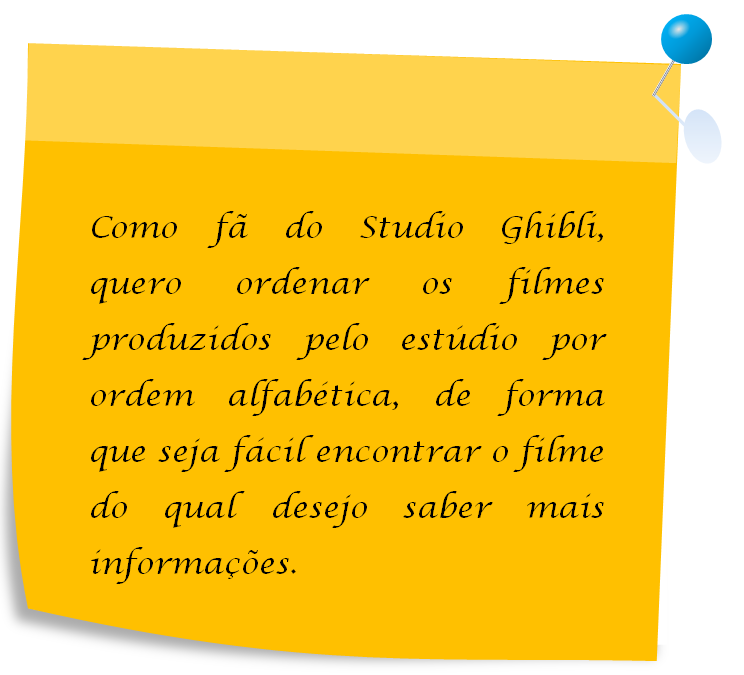 Como fã do Studio Ghibli,
quero ordenar os filmes
produzidos pelo estúdio por
ordem alfabética, de forma
que seja fácil encontrar o filme
do qual desejo saber mais
informações.